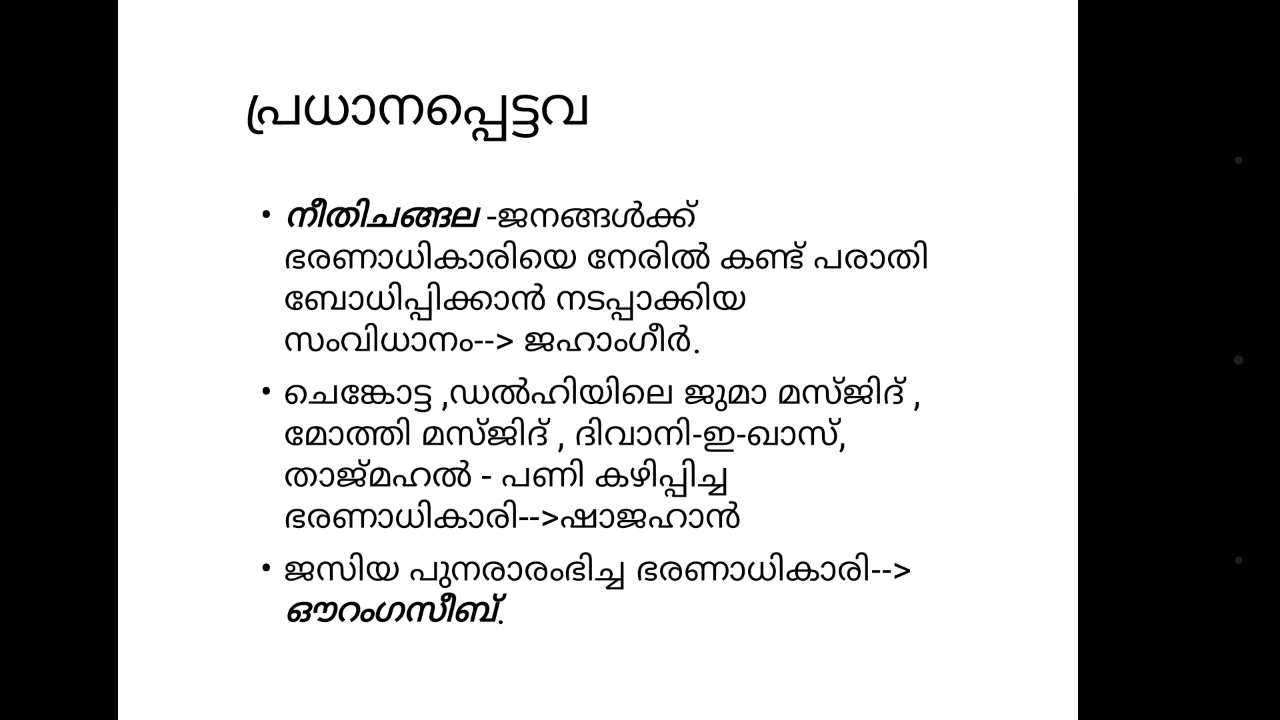 പ്രധാനപ്പെട്ടവ
• നീതിചങ്ങല -ജനങ്ങൾക്ക്
ഭരണാധികാരിയെ നേരിൽ കണ്ട് പരാതി
ബോധിപ്പിക്കാൻ നടപ്പാക്കിയ
സംവിധാനം--> ജഹാംഗീർ.
• ചെങ്കോട്ട ,ഡൽഹിയിലെ ജുമാ മസ്ജിദ് ,
മോത്തി മസ്ജിദ് , ദിവാനി-ഇ-ഖാസ്,
താജ്മഹൽ - പണി കഴിപ്പിച്ച
ഭരണാധികാരി-->ഷാജഹാൻ
• ജസിയ പുനരാരംഭിച്ച ഭരണാധികാരി-->
ഔറംഗസീബ്.